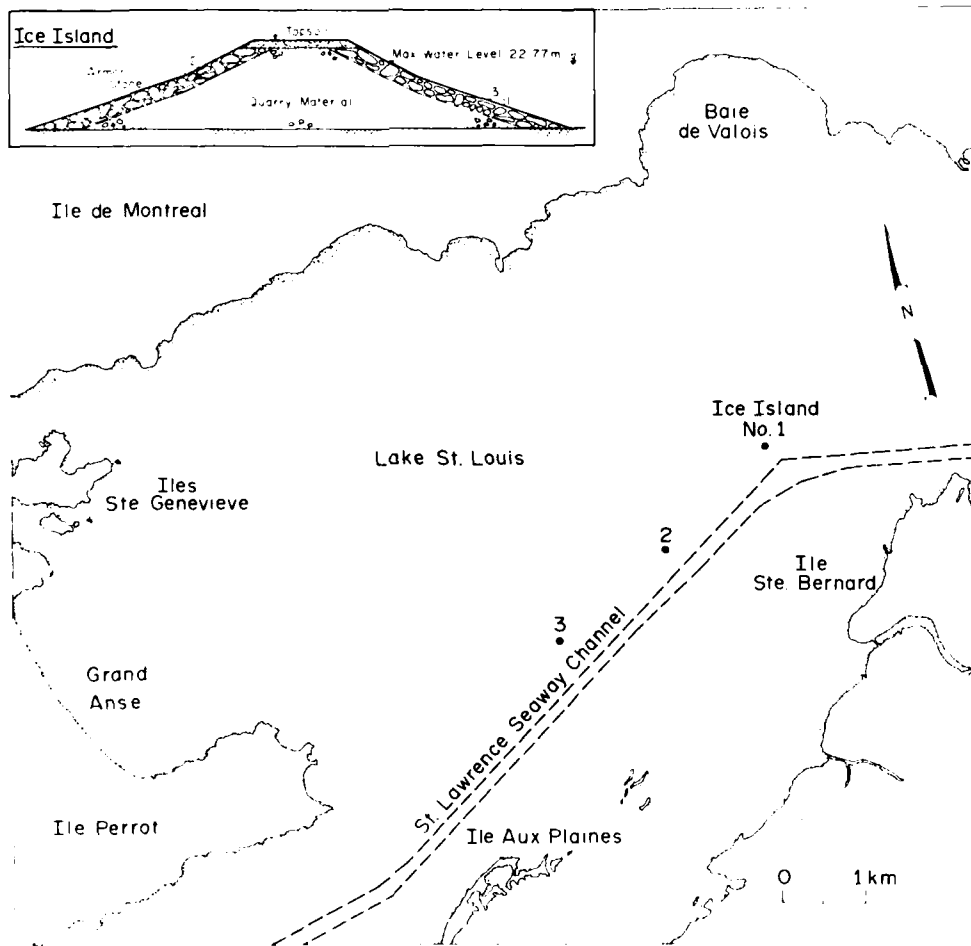 Ice Island
Topsoil
Max Water Level 22.77m
Armor
Stone
3
1
Quarry Material
Baie
de Valois
Ile de Montreal
N
Ice Island
No. 1
Lake St. Louis
Iles
Ste Genevieve
2
Ile
Ste. Bernard
3
St. Lawrence Seaway Channel
Grand
Anse
Ile Perrot
Ile Aux Plaines
0 1 km